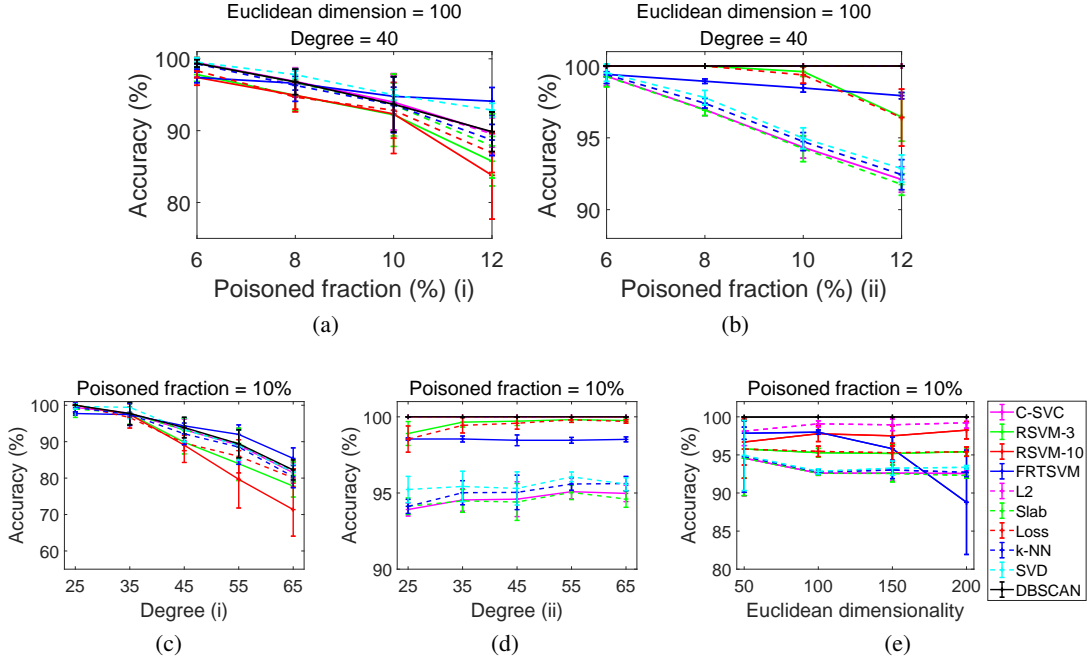 Euclidean dimension = 100
Degree = 40
Accuracy (%)
100
90
80
6
8
10
12
Poisoned fraction (%) (i)
(a)
Euclidean dimension = 100
Degree = 40
Accuracy (%)
100
95
90
6
8
10
12
Poisoned fraction (%) (ii)
(b)
Poisoned fraction = 10%
Accuracy (%)
100
90
80
70
60
25
35
45
55
65
Degree (i)
(c)
Poisoned fraction = 10%
Accuracy (%)
100
95
90
25
35
45
55
65
Degree (ii)
(d)
Poisoned fraction = 10%
Accuracy (%)
100
95
90
85
80
50
100
150
200
Euclidean dimensionality
(e)
C-SVC
RSVM-3
RSVM-10
FRTSVM
L2
Slab
Loss
k-NN
SVD
DBSCAN